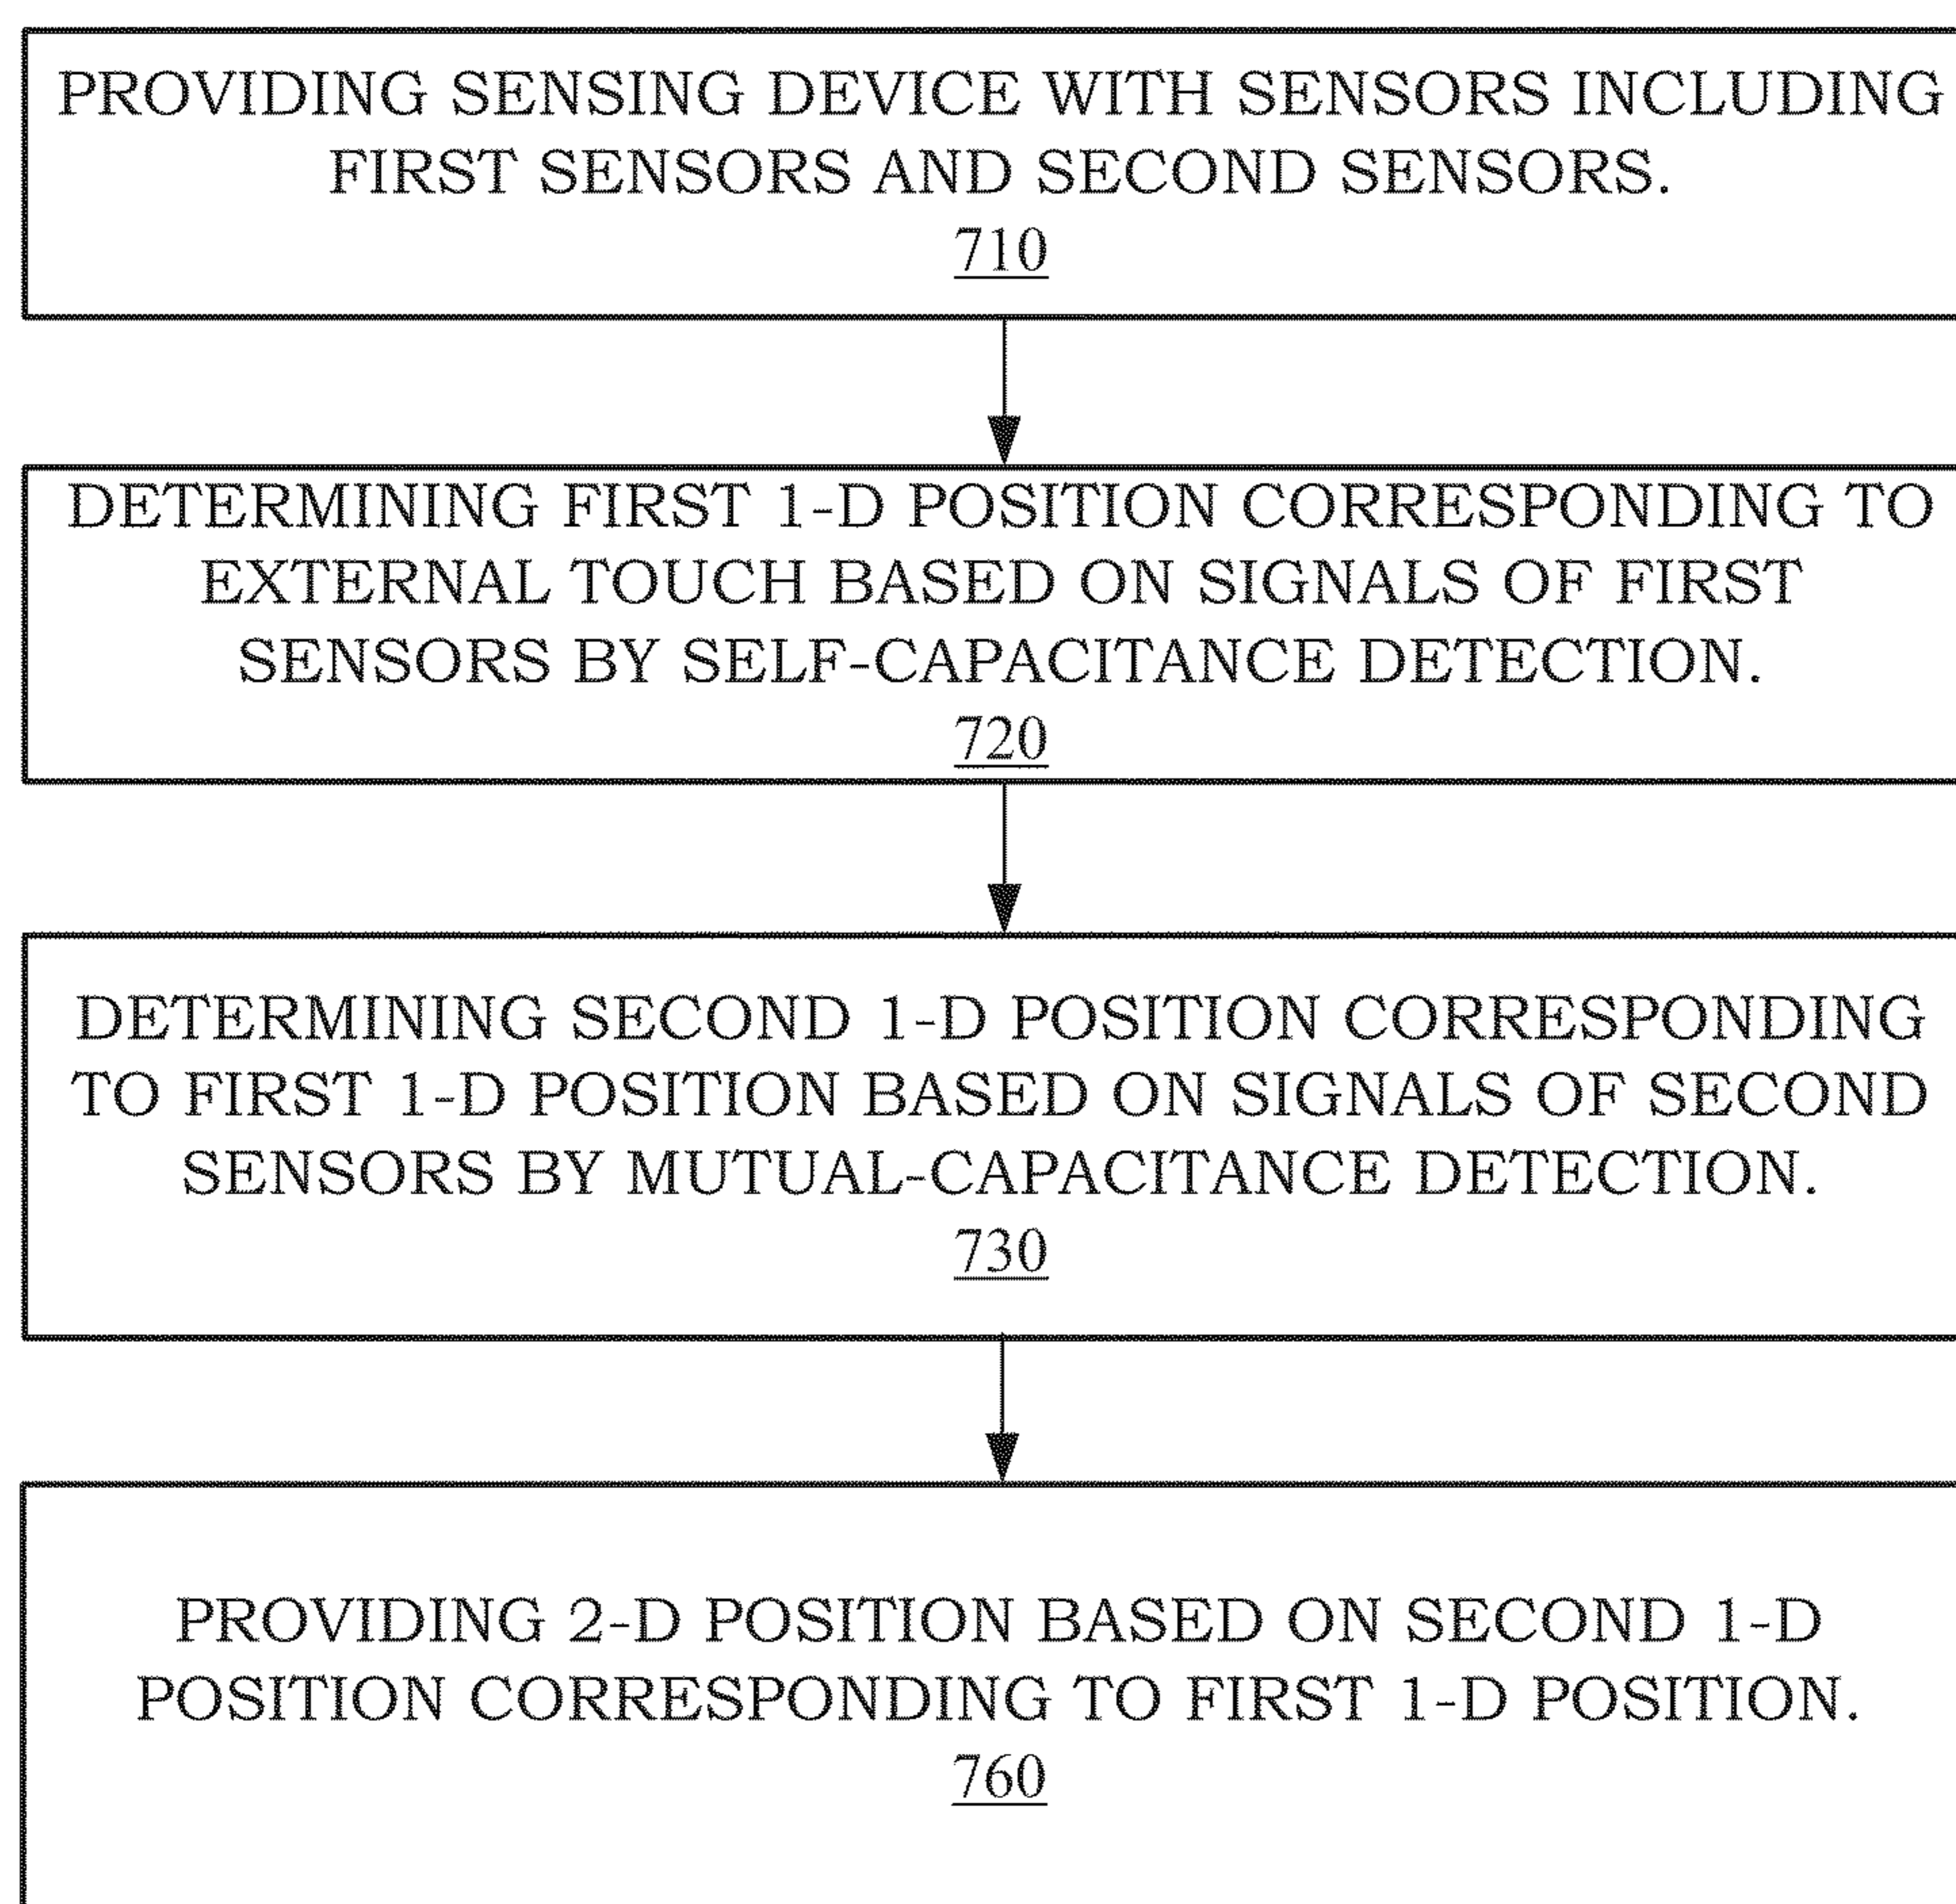 PROVIDING SENSING DEVICE WITH SENSORS INCLUDING
FIRST SENSORS AND SECOND SENSORS.
710
DETERMINING FIRST 1-D POSITION CORRESPONDING TO
EXTERNAL TOUCH BASED ON SIGNALS OF FIRST
SENSORS BY SELF-CAPACITANCE DETECTION.
720
DETERMINING SECOND 1-D POSITION CORRESPONDING
TO FIRST 1-D POSITION BASED ON SIGNALS OF SECOND
SENSORS BY MUTUAL-CAPACITANCE DETECTION.
730
PROVIDING 2-D POSITION BASED ON SECOND 1-D
POSITION CORRESPONDING TO FIRST 1-D POSITION.
760